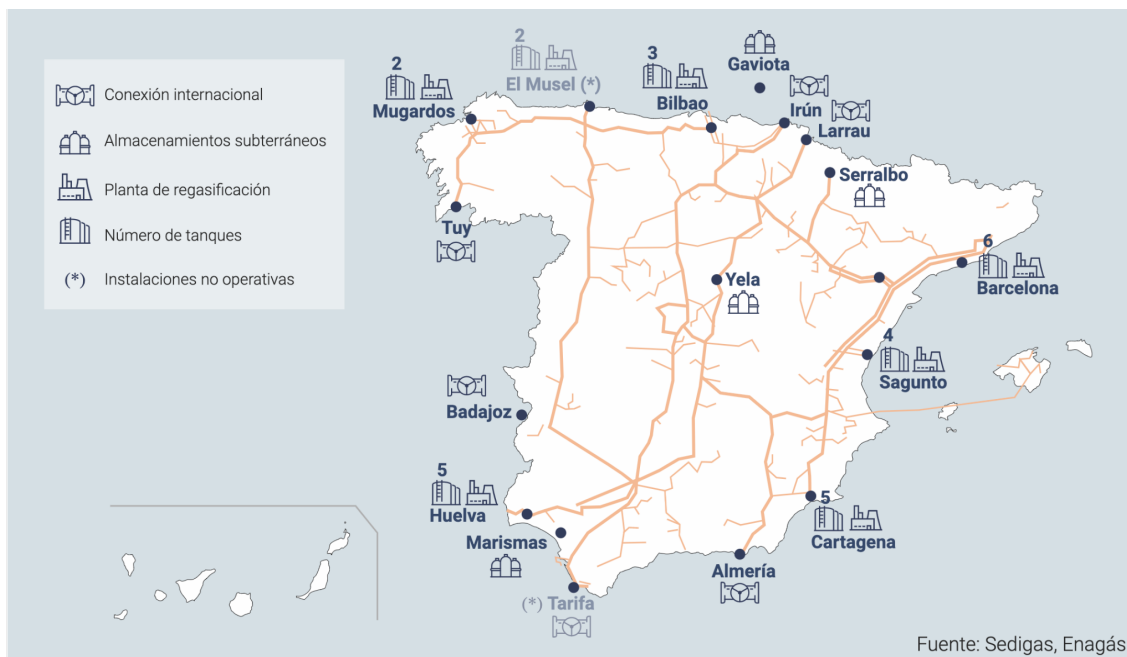 Conexión internacional
Almacenamientos subterráneos
Planta de regasificación
Número de tanques
(*) Instalaciones no operativas
2
Mugardos
2
El Musel (*)
3
Bilbao
Gaviota
Irún
Larrau
Serralbo
Tuy
Yela
6
Barcelona
4
Sagunto
Badajoz
5
Huelva
Marismas
(*) Tarifa
Almería
5
Cartagena
Fuente: Sedigas, Enagás